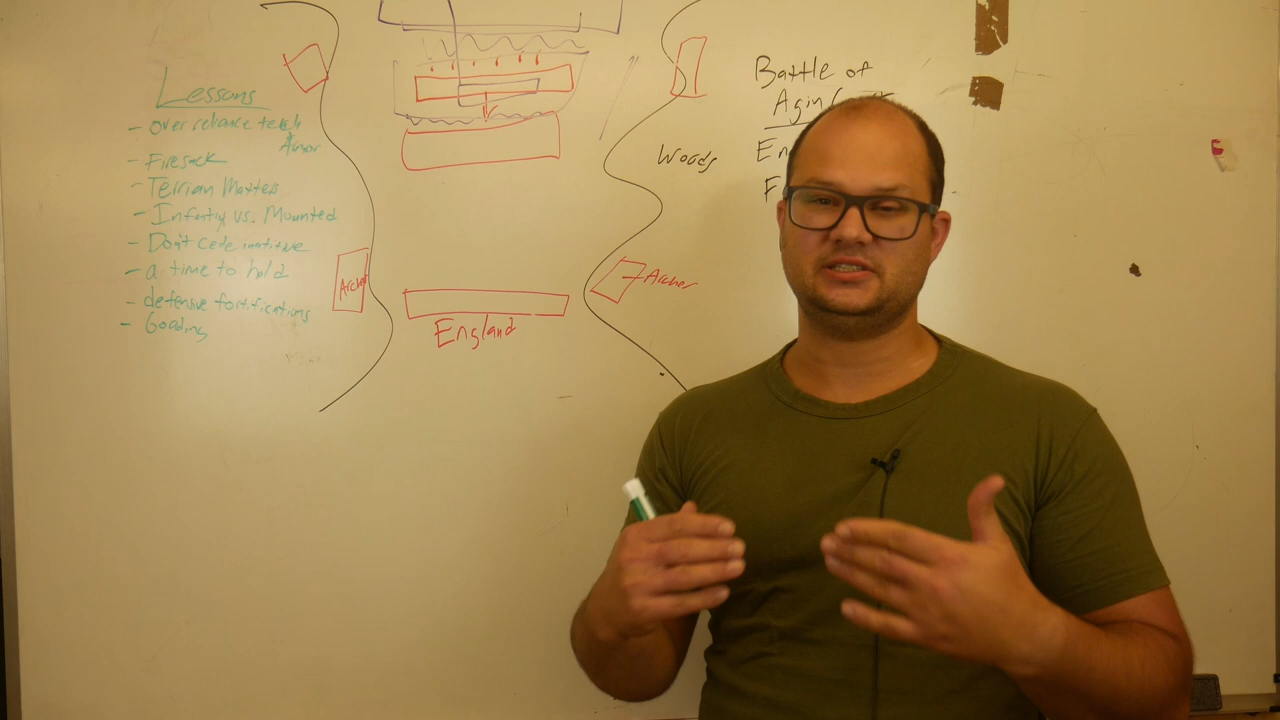 Lessons
- over reliance tech
Armor
- Firesack
- Terrian Matters
- Infantry vs. Mounted
- Don't cede initiative
- a time to hold
- defensive fortifications
- Goading
Archer
England
Archer
Woods
Battle of
Agin
En
F